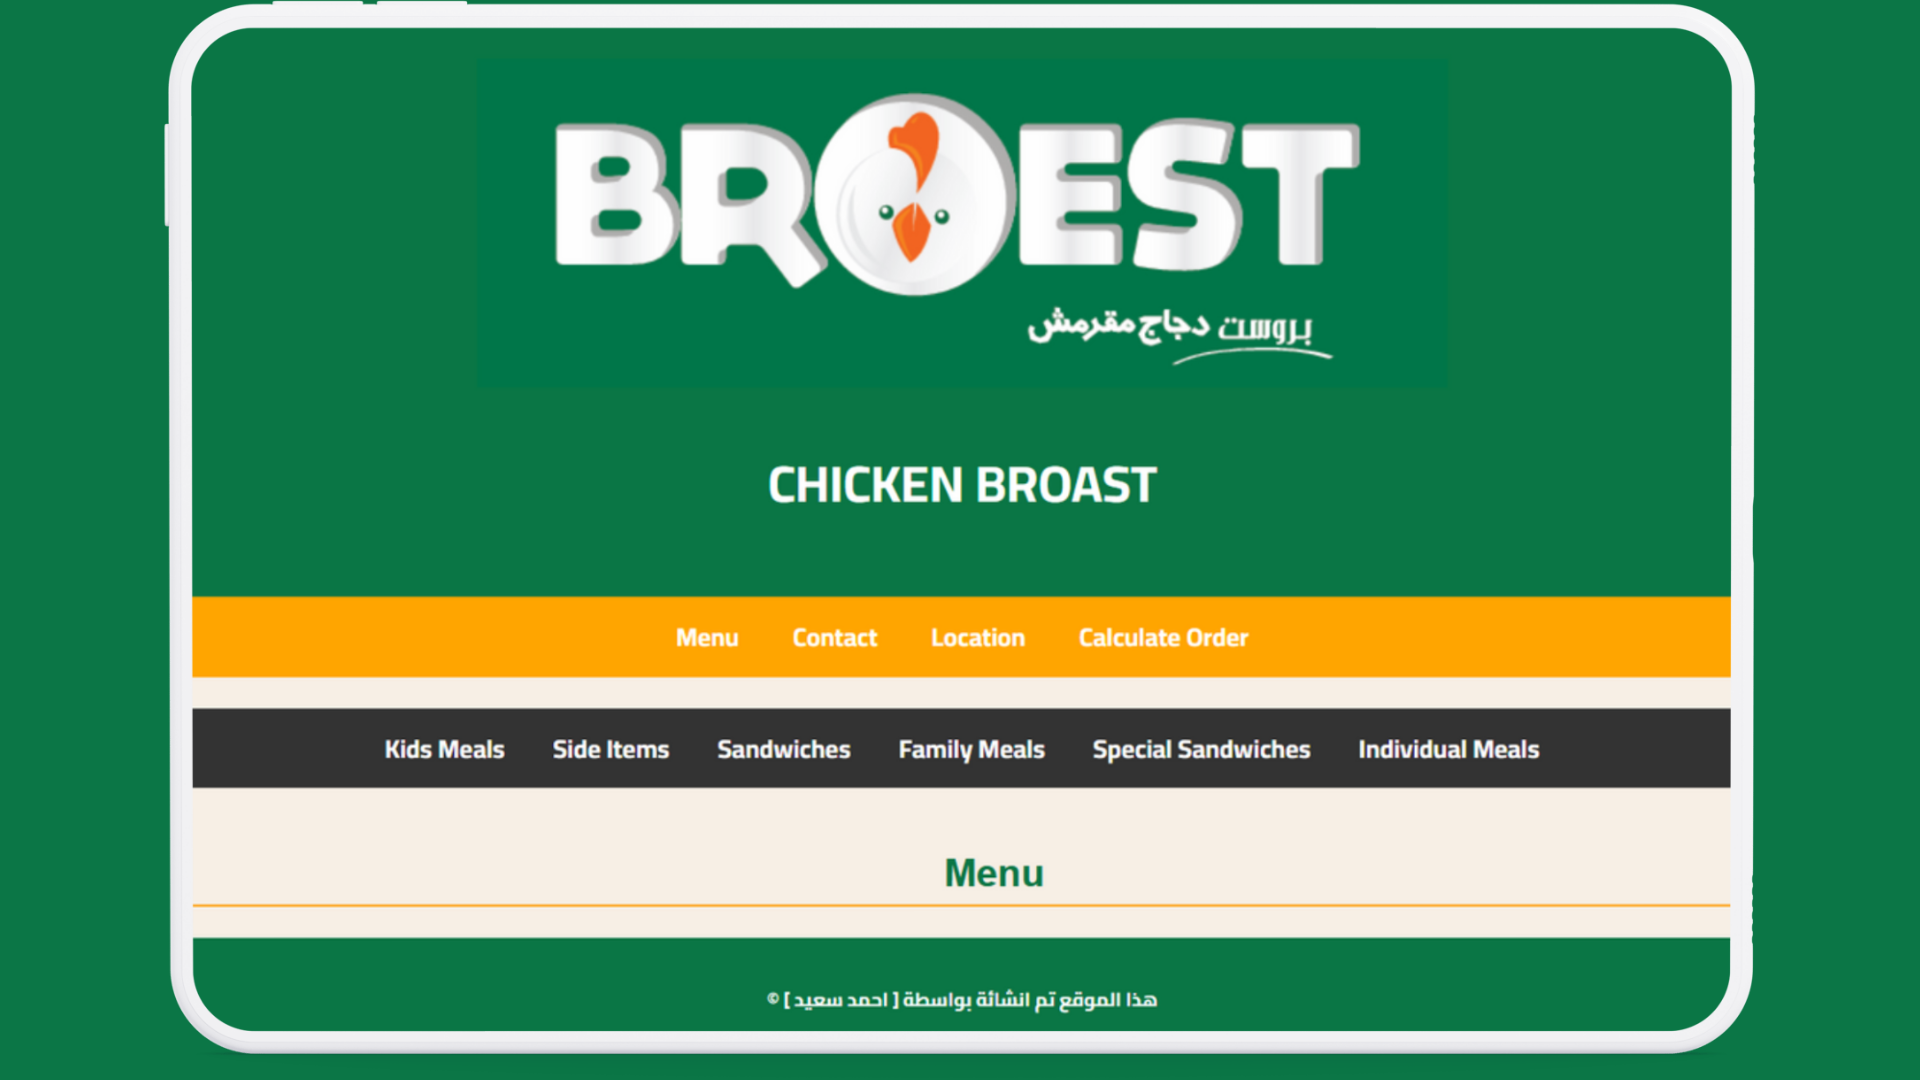 BROEST
بروست دجاج مقرمش
CHICKEN BROAST
Menu Contact Location Calculate Order
Kids Meals Side Items Sandwiches Family Meals Special Sandwiches Individual Meals
Menu
هذا الموقع تم انشائة بواسطة [ احمد سعيد ] ©